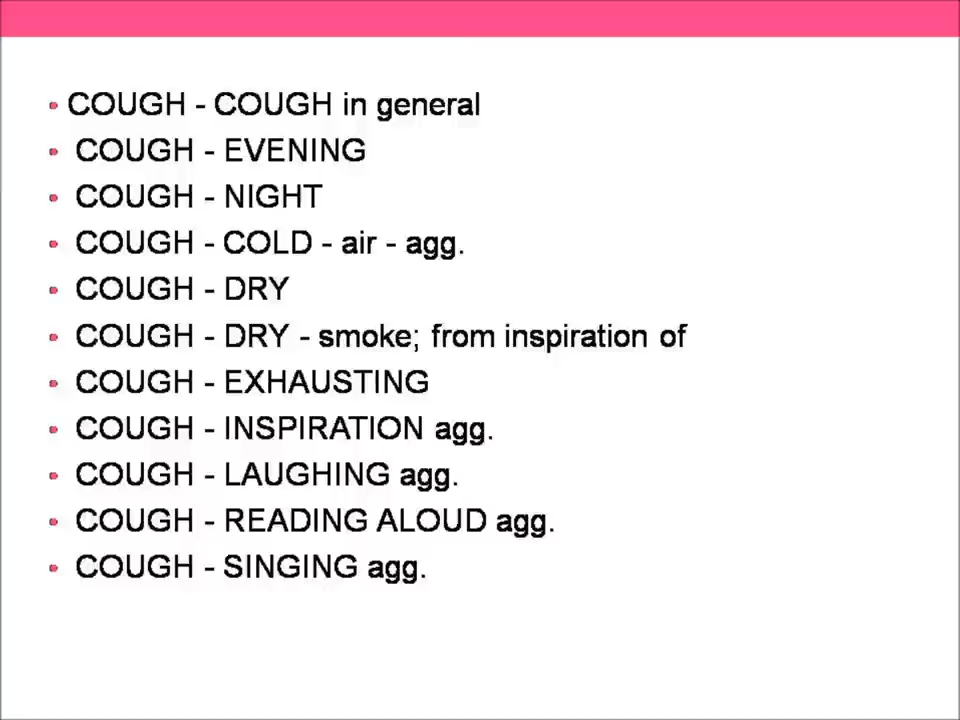 • COUGH - COUGH in general
• COUGH - EVENING
• COUGH - NIGHT
• COUGH - COLD - air - agg.
• COUGH - DRY
• COUGH - DRY - smoke; from inspiration of
• COUGH - EXHAUSTING
• COUGH - INSPIRATION agg.
• COUGH - LAUGHING agg.
• COUGH - READING ALOUD agg.
• COUGH - SINGING agg.